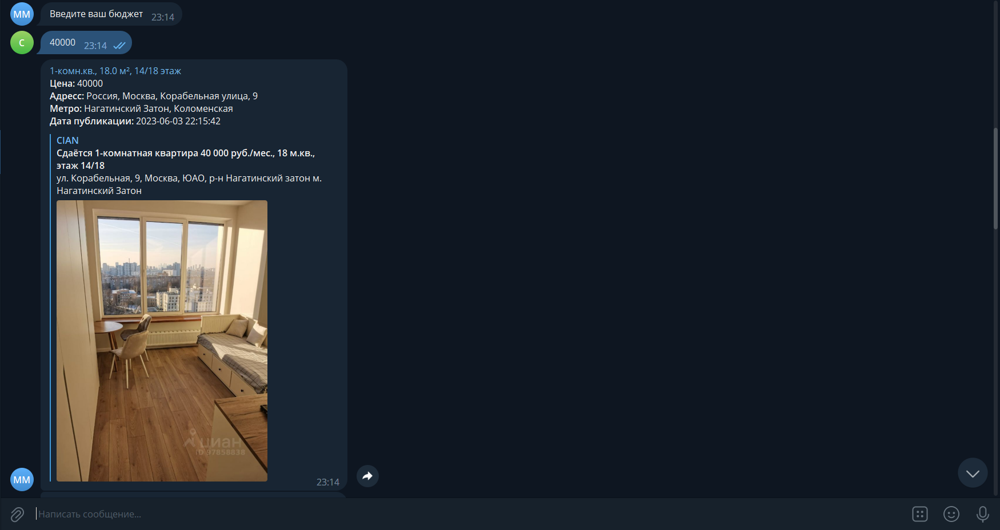 ММ
Введите ваш бюджет 23:14
С
40000 23:14
1-комн.кв., 18.0 м², 14/18 этаж
Цена: 40000
Адресс: Россия, Москва, Корабельная улица, 9
Метро: Нагатинский Затон, Коломенская
Дата публикации: 2023-06-03 22:15:42
CIAN
Сдаётся 1-комнатная квартира 40 000 руб./мес., 18 м.кв.,
этаж 14/18
ул. Корабельная, 9, Москва, ЮАО, р-н Нагатинский затон м.
Нагатинский Затон
циан
ID 97858838
ММ
23:14
Написать сообщение...